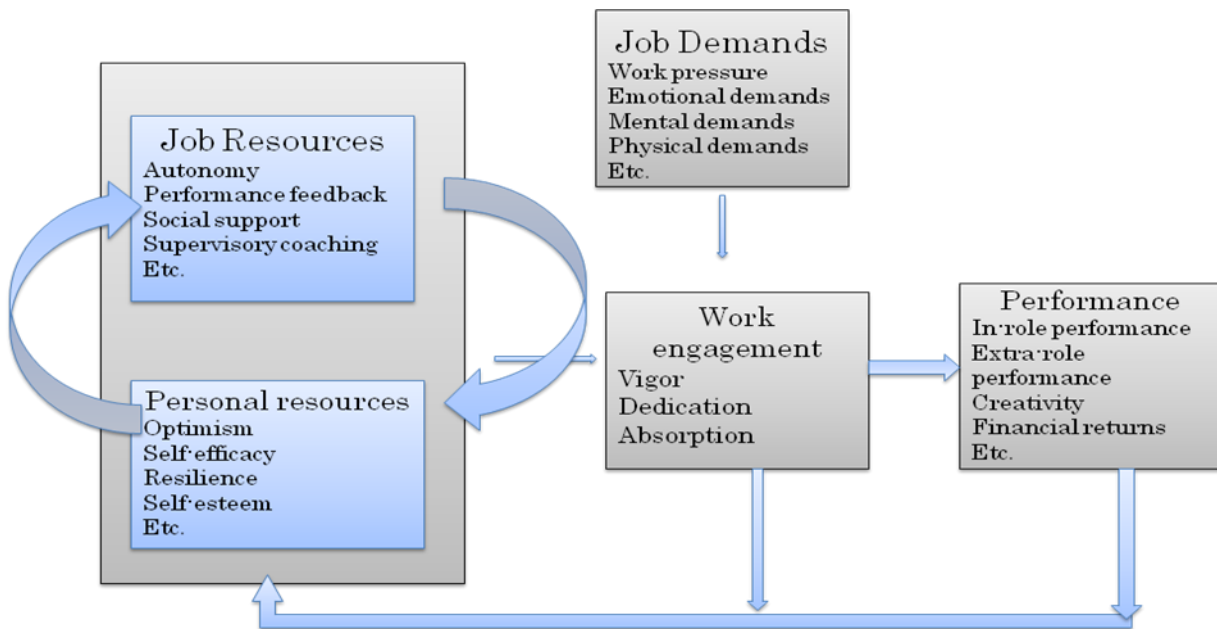 Job Demands
Work pressure
Emotional demands
Mental demands
Physical demands
Etc.
Job Resources
Autonomy
Performance feedback
Social support
Supervisory coaching
Etc.
Personal resources
Optimism
Self-efficacy
Resilience
Self-esteem
Etc.
Work
engagement
Vigor
Dedication
Absorption
Performance
In-role performance
Extra-role
performance
Creativity
Financial returns
Etc.